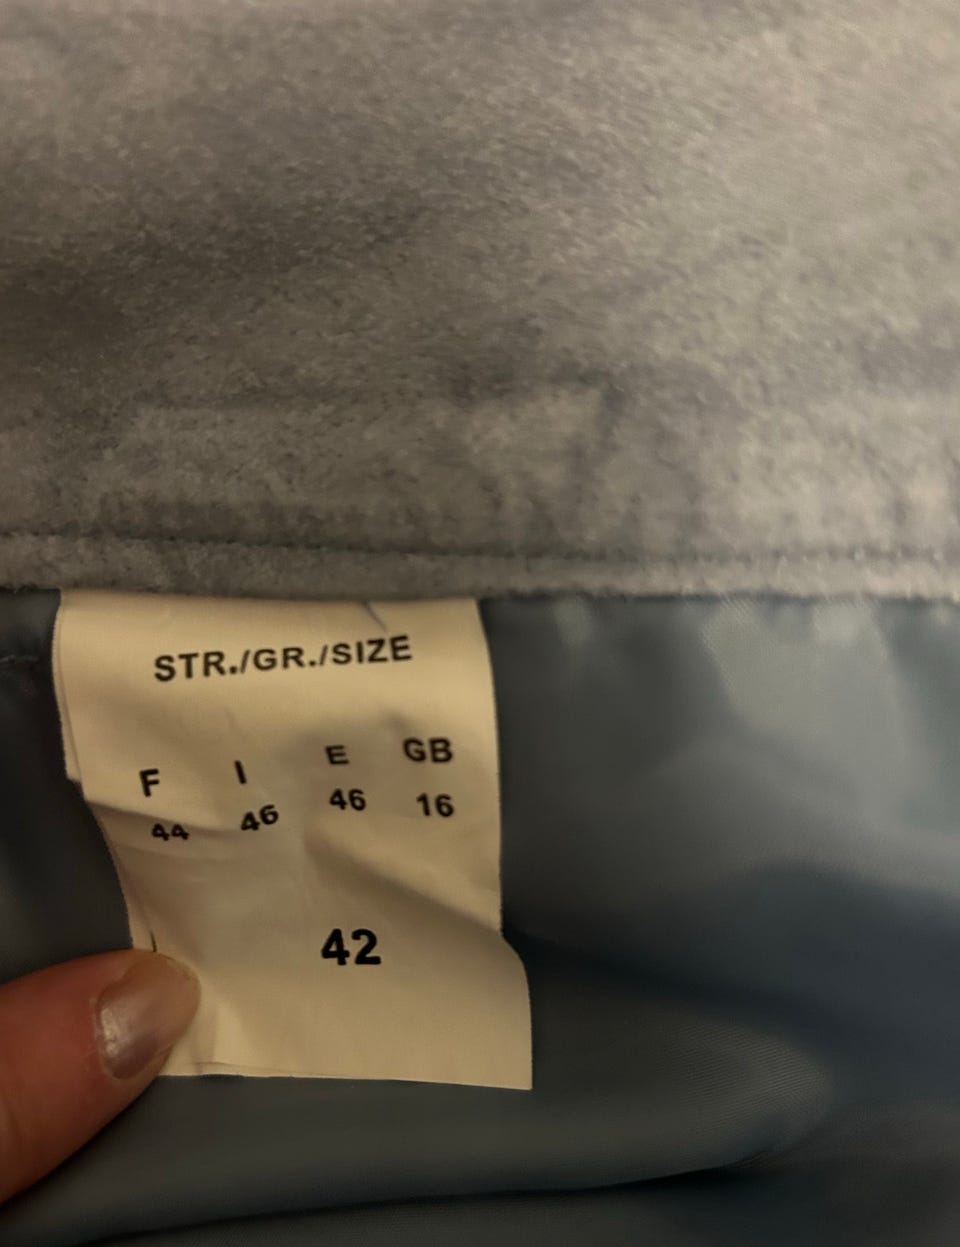 STR./GR./SIZE
F I E GB
44 46 46 16
42